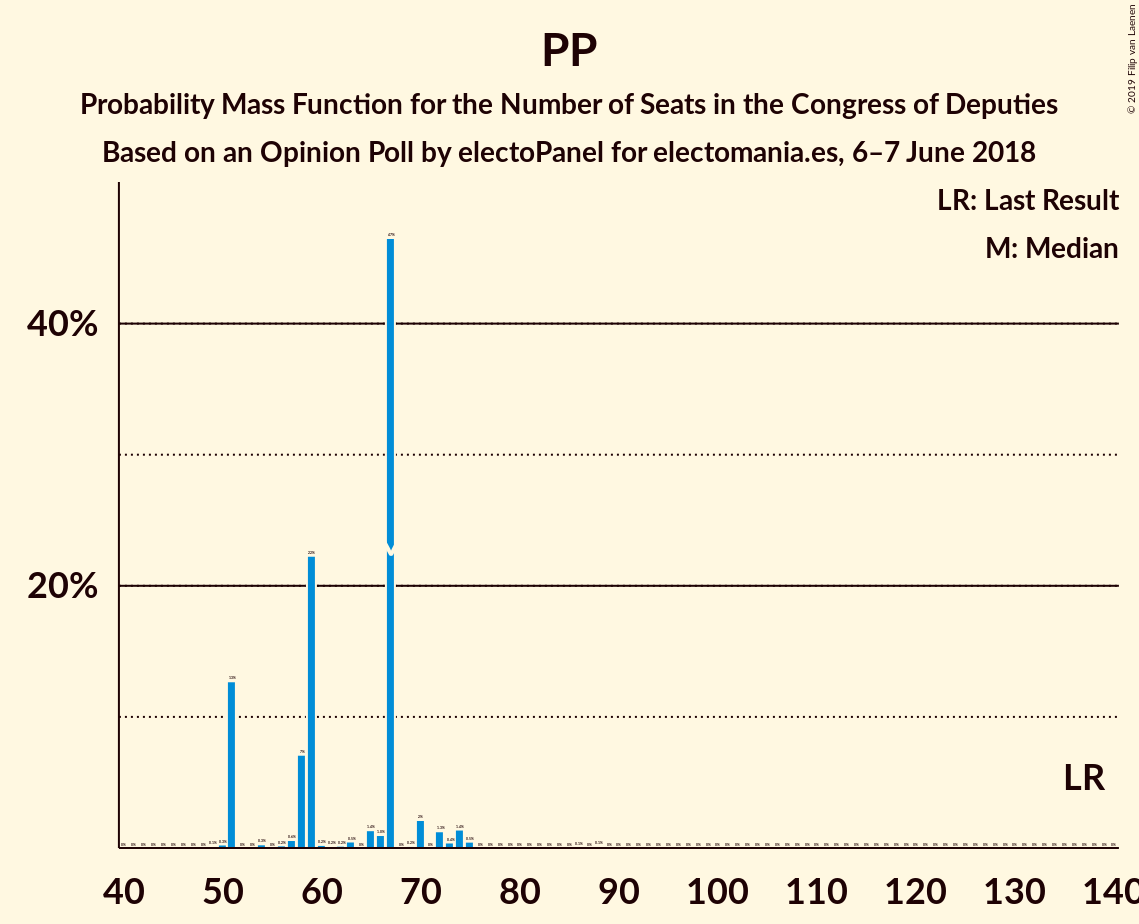 PP
Probability Mass Function for the Number of Seats in the Congress of Deputies
Based on an Opinion Poll by electoPanel for electomania.es, 6–7 June 2018
© 2019 Filip van Laenen
LR: Last Result
M: Median
40%
20%
LR
40 50 60 70 80 90 100 110 120 130 140